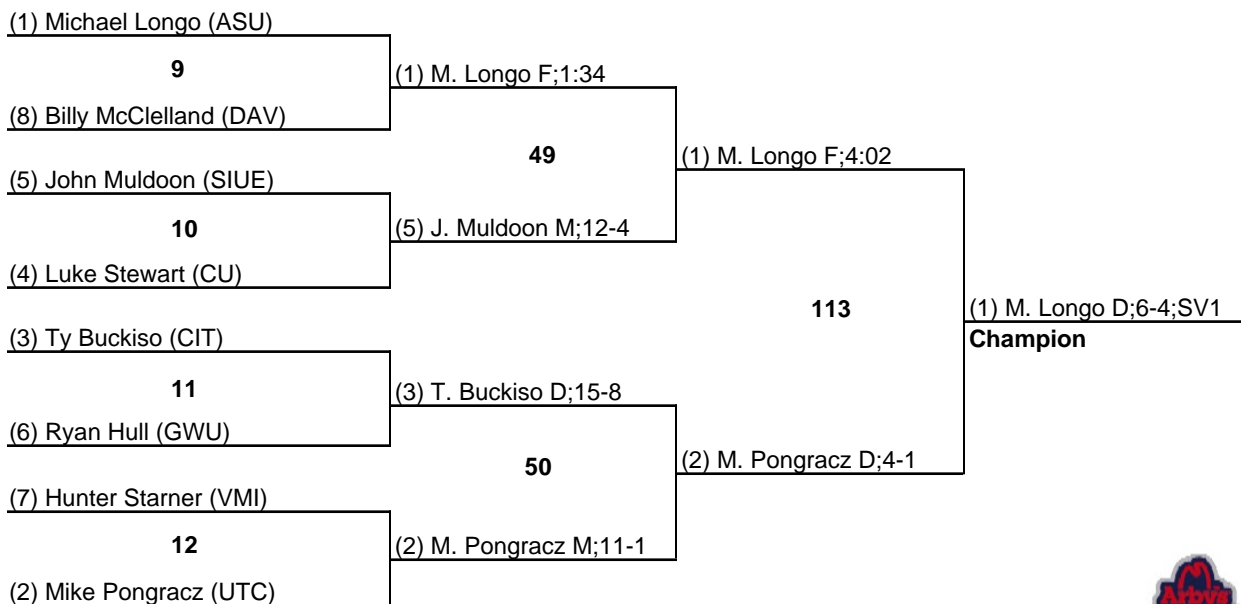 (1) Michael Longo (ASU)
9
(1) M. Longo F;1:34
(8) Billy McClelland (DAV)
49
(1) M. Longo F;4:02
(5) John Muldoon (SIUE)
10
(5) J. Muldoon M;12-4
(4) Luke Stewart (CU)
113
(1) M. Longo D;6-4;SV1
Champion
(3) Ty Buckiso (CIT)
11
(3) T. Buckiso D;15-8
(6) Ryan Hull (GWU)
50
(2) M. Pongracz D;4-1
(7) Hunter Starner (VMI)
12
(2) M. Pongracz M;11-1
(2) Mike Pongracz (UTC)
Arby's